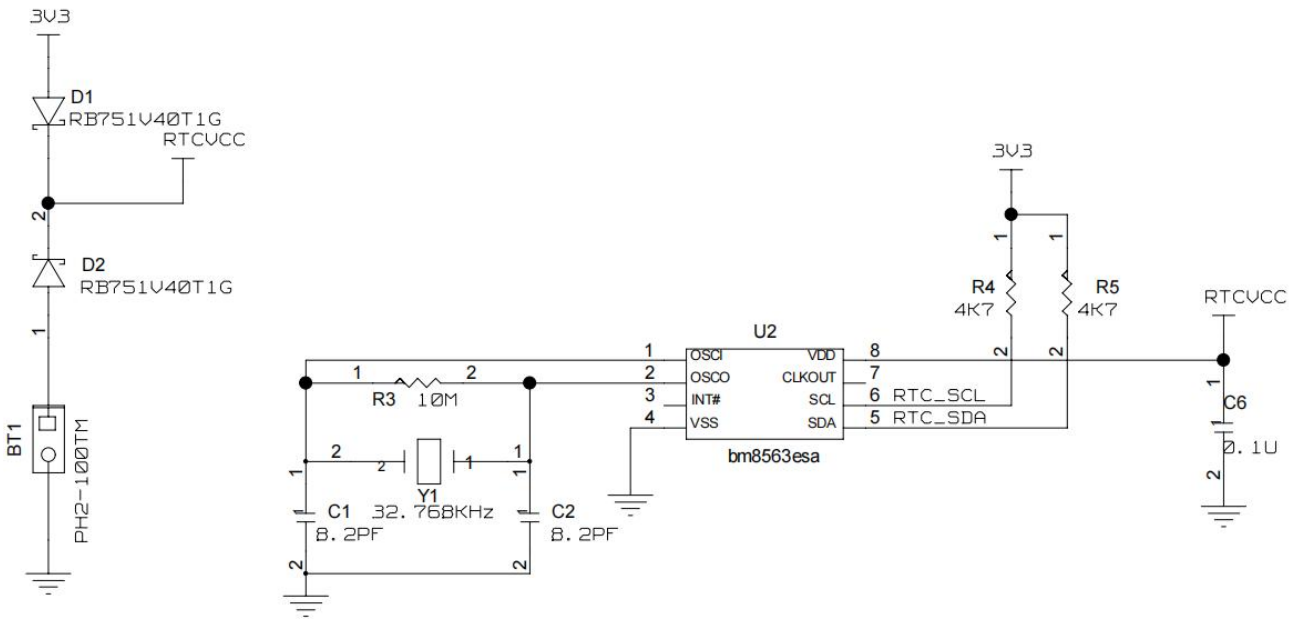 3V3
D1
RB751V40T1G
RTCVCC
2
D2
RB751V40T1G
1
BT1
PH2-100TM
1 OSCI
2 OSCO
3 INT#
4 VSS
U2
VDD 8
CLKOUT 7
SCL 6 RTC_SCL
SDA 5 RTC_SDA
bm8563esa
1 2
R3 10M
2 2 1 1
Y1
32.768KHz
1
C1
8.2PF
2
1
C2
8.2PF
2
3V3
1 1
R4
4K7
R5
4K7
2 2
RTCVCC
1
1
C6
0.1U
2